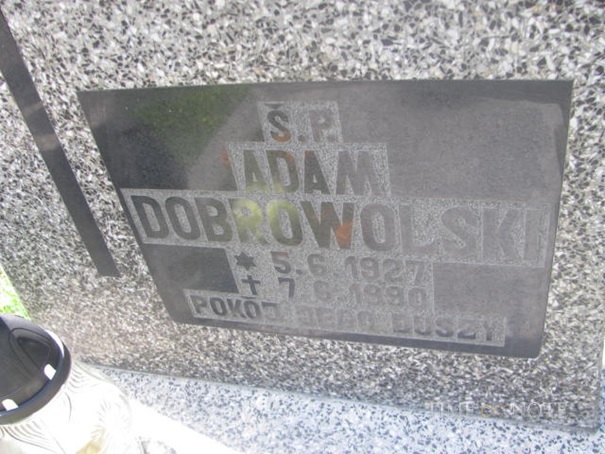 Ś. P.
ADAM
DOBROWOLSKI
* 5. 6. 1927
† 7. 6. 1990
POKÓJ JEGO DUSZY